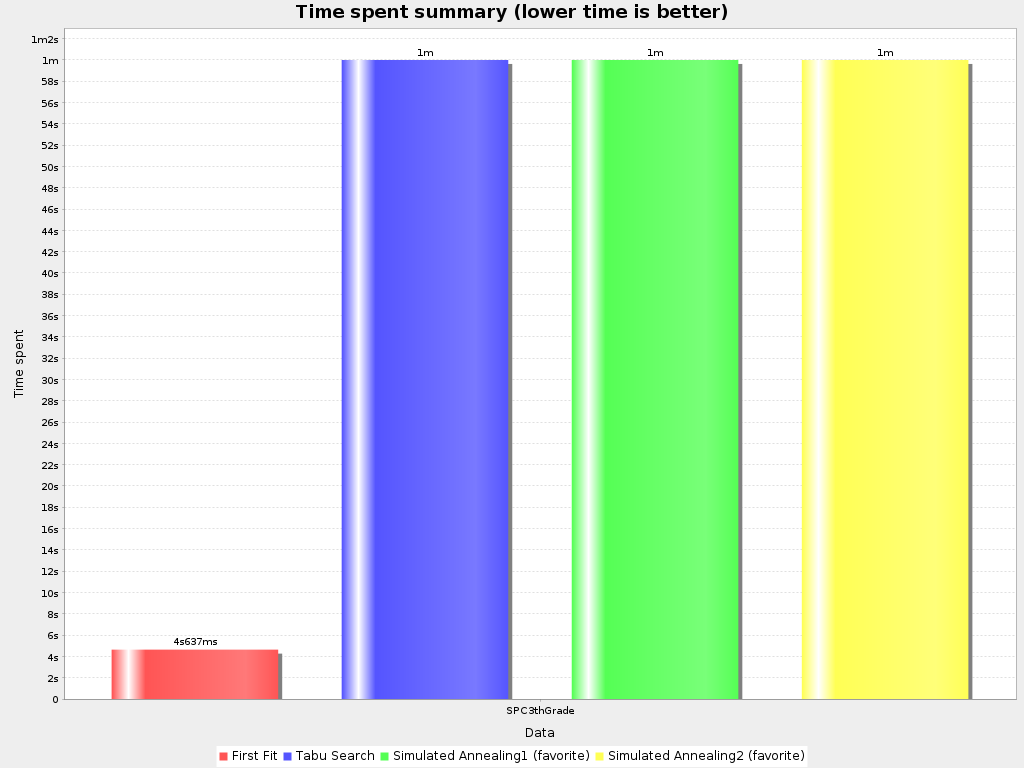 Time spent summary (lower time is better)
1m2s
1m
58s
56s
54s
52s
50s
48s
46s
44s
42s
40s
38s
36s
34s
32s
30s
28s
26s
24s
22s
20s
18s
16s
14s
12s
10s
8s
6s
4s
2s
0
Time spent
4s637ms
1m
1m
1m
SPC3thGrade
Data
First Fit Tabu Search Simulated Annealing1 (favorite) Simulated Annealing2 (favorite)